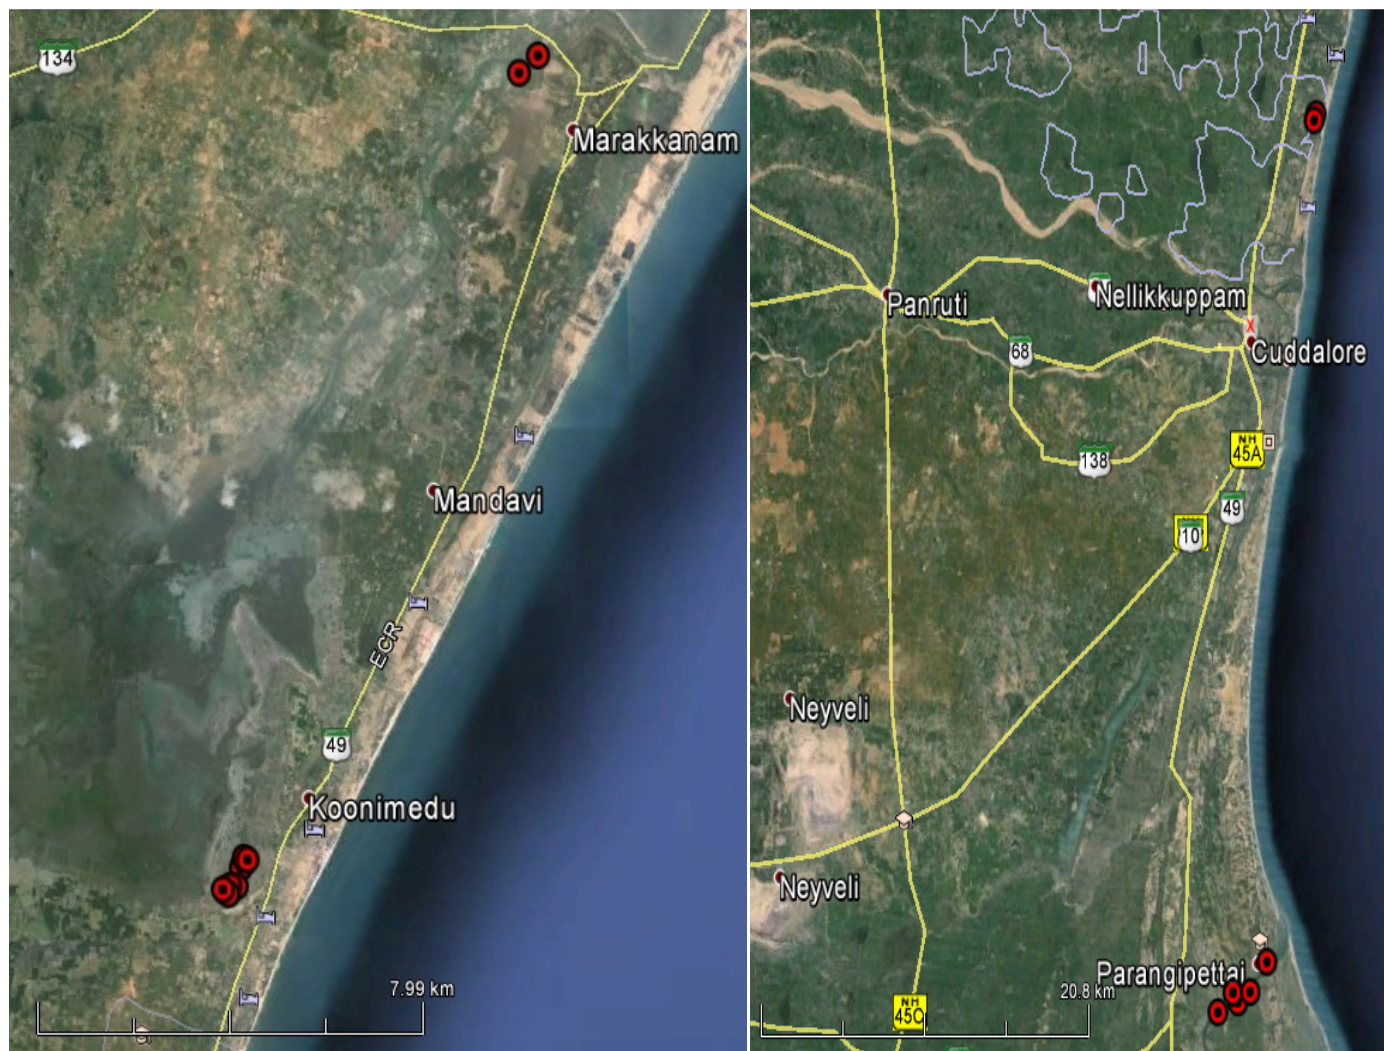 134
Marakkanam
Mandavi
ECR
49
Koonimedu
7.99 km
Nellikkuppam
Panruti
68
Cuddalore
138
NH
45A
49
10
Neyveli
Neyveli
Parangipettai
20.8 km
NH
45C